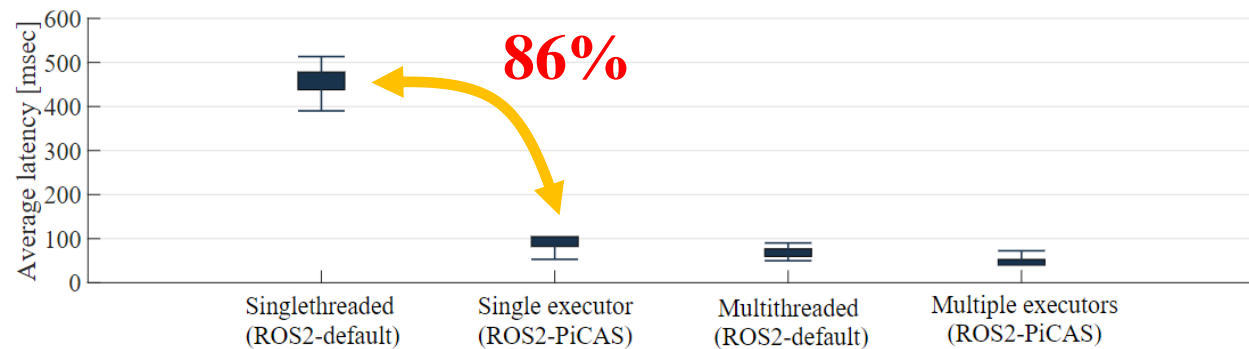 Average latency [msec]
600
500
400
300
200
100
0
86%
Singlethreaded
(ROS2-default)
Single executor
(ROS2-PiCAS)
Multithreaded
(ROS2-default)
Multiple executors
(ROS2-PiCAS)